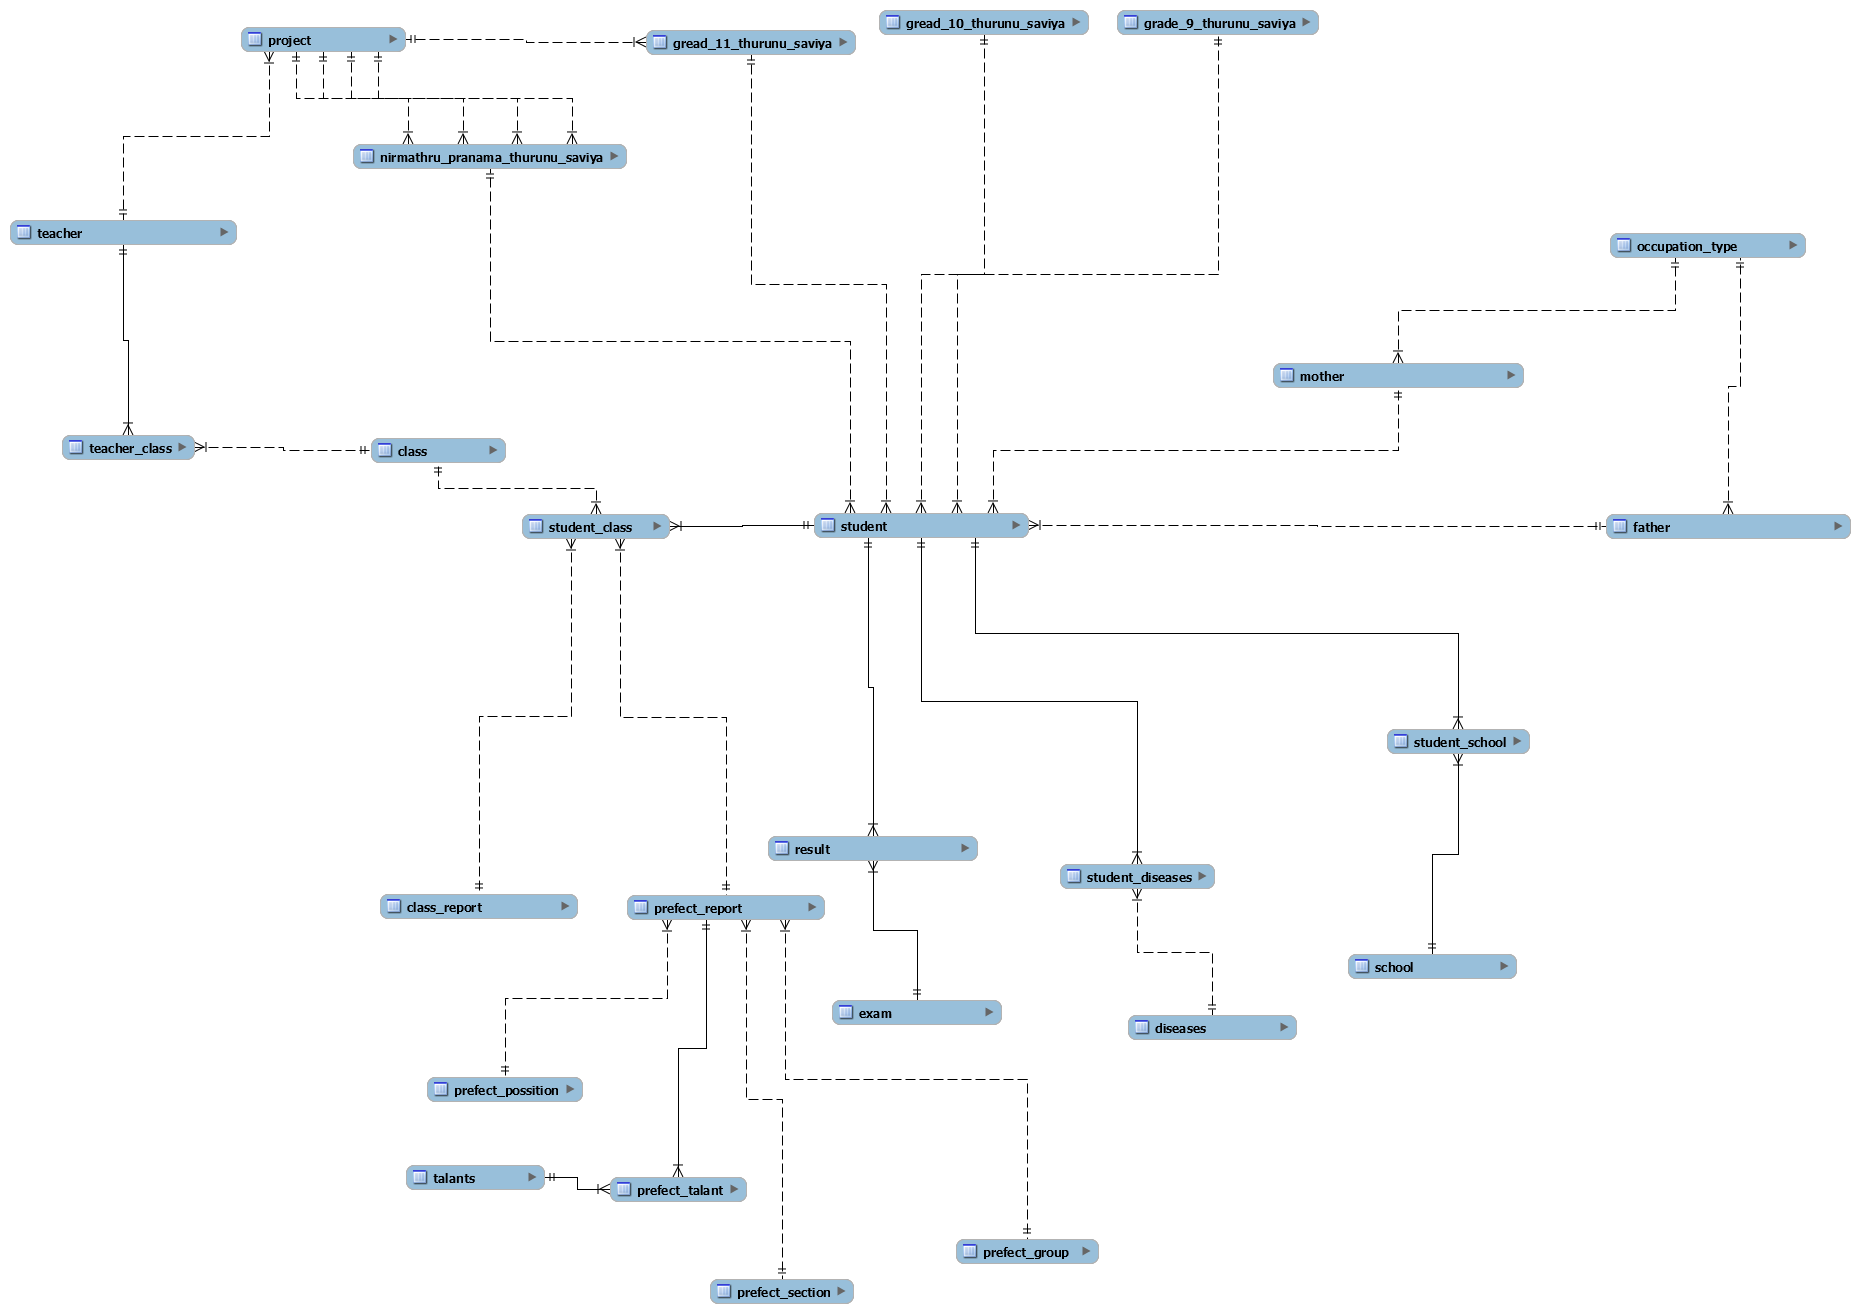 gread_10_thurunu_saviya
grade_9_thurunu_saviya
project
gread_11_thurunu_saviya
nirmathru_pranama_thurunu_saviya
teacher
occupation_type
mother
teacher_class
class
student_class
student
father
student_school
result
student_diseases
class_report
prefect_report
school
exam
diseases
prefect_possition
talants
prefect_talant
prefect_group
prefect_section